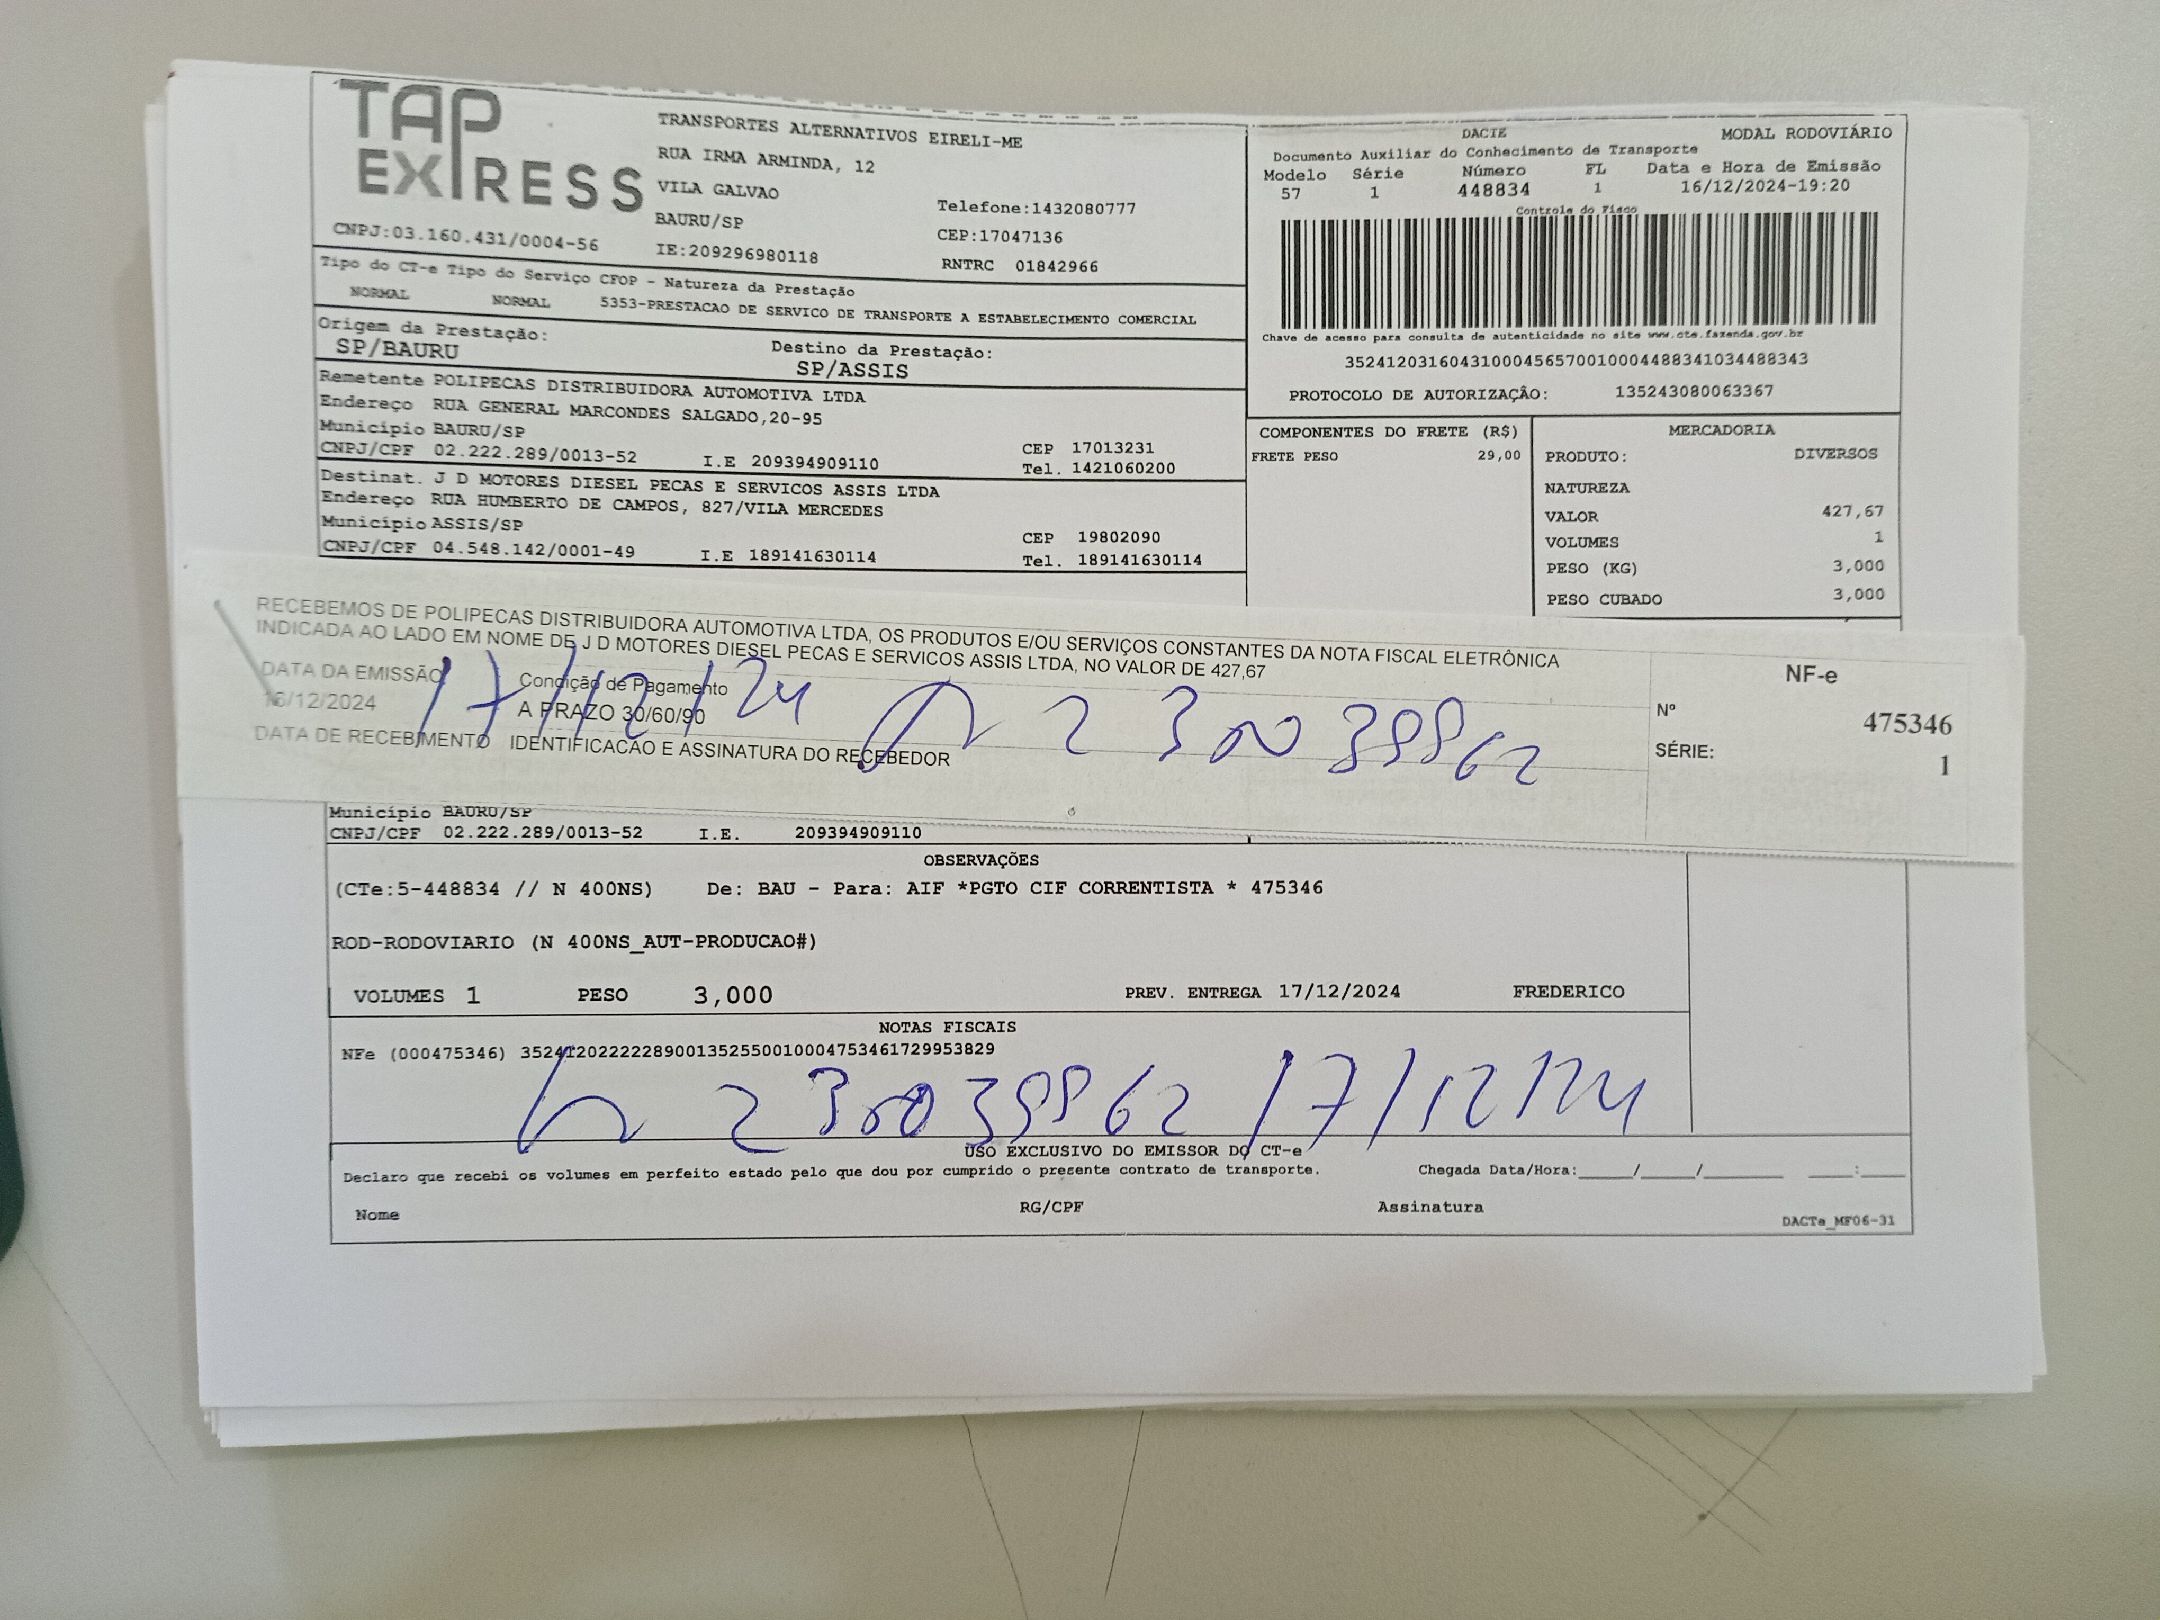 TAP
EXPRESS
CNPJ:03.160.431/0004-56
TRANSPORTES ALTERNATIVOS EIRELI-ME
RUA IRMA ARMINDA, 12
VILA GALVAO
BAURU/SP
IE:209296980118
Telefone:1432080777
CEP:17047136
RNTRC 01842966
DACTE
MODAL RODOVIÁRIO
Documento Auxiliar do Conhecimento de Transporte
Modelo Série Número FL Data e Hora de Emissão
57 1 448834 1 16/12/2024-19:20
Controle do Fisco
Chave de acesso para consulta de autenticidade no site www.cte.fazenda.gov.br
35241203160431000456570010004488341034488343
PROTOCOLO DE AUTORIZAÇÃO: 135243080063367
Tipo do CT-e Tipo do Serviço CFOP - Natureza da Prestação
NORMAL NORMAL 5353-PRESTACAO DE SERVICO DE TRANSPORTE A ESTABELECIMENTO COMERCIAL
Origem da Prestação:
SP/BAURU
Destino da Prestação:
SP/ASSIS
Remetente POLIPECAS DISTRIBUIDORA AUTOMOTIVA LTDA
Endereço RUA GENERAL MARCONDES SALGADO,20-95
Município BAURU/SP
CEP 17013231
CNPJ/CPF 02.222.289/0013-52 I.E 209394909110 Tel. 1421060200
Destinat. J D MOTORES DIESEL PECAS E SERVICOS ASSIS LTDA
Endereço RUA HUMBERTO DE CAMPOS, 827/VILA MERCEDES
Município ASSIS/SP
CEP 19802090
CNPJ/CPF 04.548.142/0001-49 I.E 189141630114 Tel. 189141630114
COMPONENTES DO FRETE (R$)
FRETE PESO 29,00
MERCADORIA
PRODUTO: DIVERSOS
NATUREZA
VALOR 427,67
VOLUMES 1
PESO (KG) 3,000
PESO CUBADO 3,000
RECEBEMOS DE POLIPECAS DISTRIBUIDORA AUTOMOTIVA LTDA, OS PRODUTOS E/OU SERVIÇOS CONSTANTES DA NOTA FISCAL ELETRÔNICA
INDICADA AO LADO EM NOME DE J D MOTORES DIESEL PECAS E SERVICOS ASSIS LTDA, NO VALOR DE 427,67
DATA DA EMISSÃO
16/12/2024
Condição de Pagamento
A PRAZO 30/60/90
17/12/24
DATA DE RECEBIMENTO IDENTIFICACAO E ASSINATURA DO RECEBEDOR
NF-e
Nº 475346
SÉRIE: 1
Município BAURU/SP
CNPJ/CPF 02.222.289/0013-52 I.E. 209394909110
OBSERVAÇÕES
(CTe:5-448834 // N 400NS) De: BAU - Para: AIF *PGTO CIF CORRENTISTA * 475346
ROD-RODOVIARIO (N 400NS_AUT-PRODUCAO#)
VOLUMES 1 PESO 3,000 PREV. ENTREGA 17/12/2024 FREDERICO
NOTAS FISCAIS
NFe (000475346) 35241202222289001352550010004753461729953829
17/12/24
USO EXCLUSIVO DO EMISSOR DO CT-e
Declaro que recebi os volumes em perfeito estado pelo que dou por cumprido o presente contrato de transporte. Chegada Data/Hora:____/____/______ ____:____
Nome RG/CPF Assinatura
DACTe_MF06-31